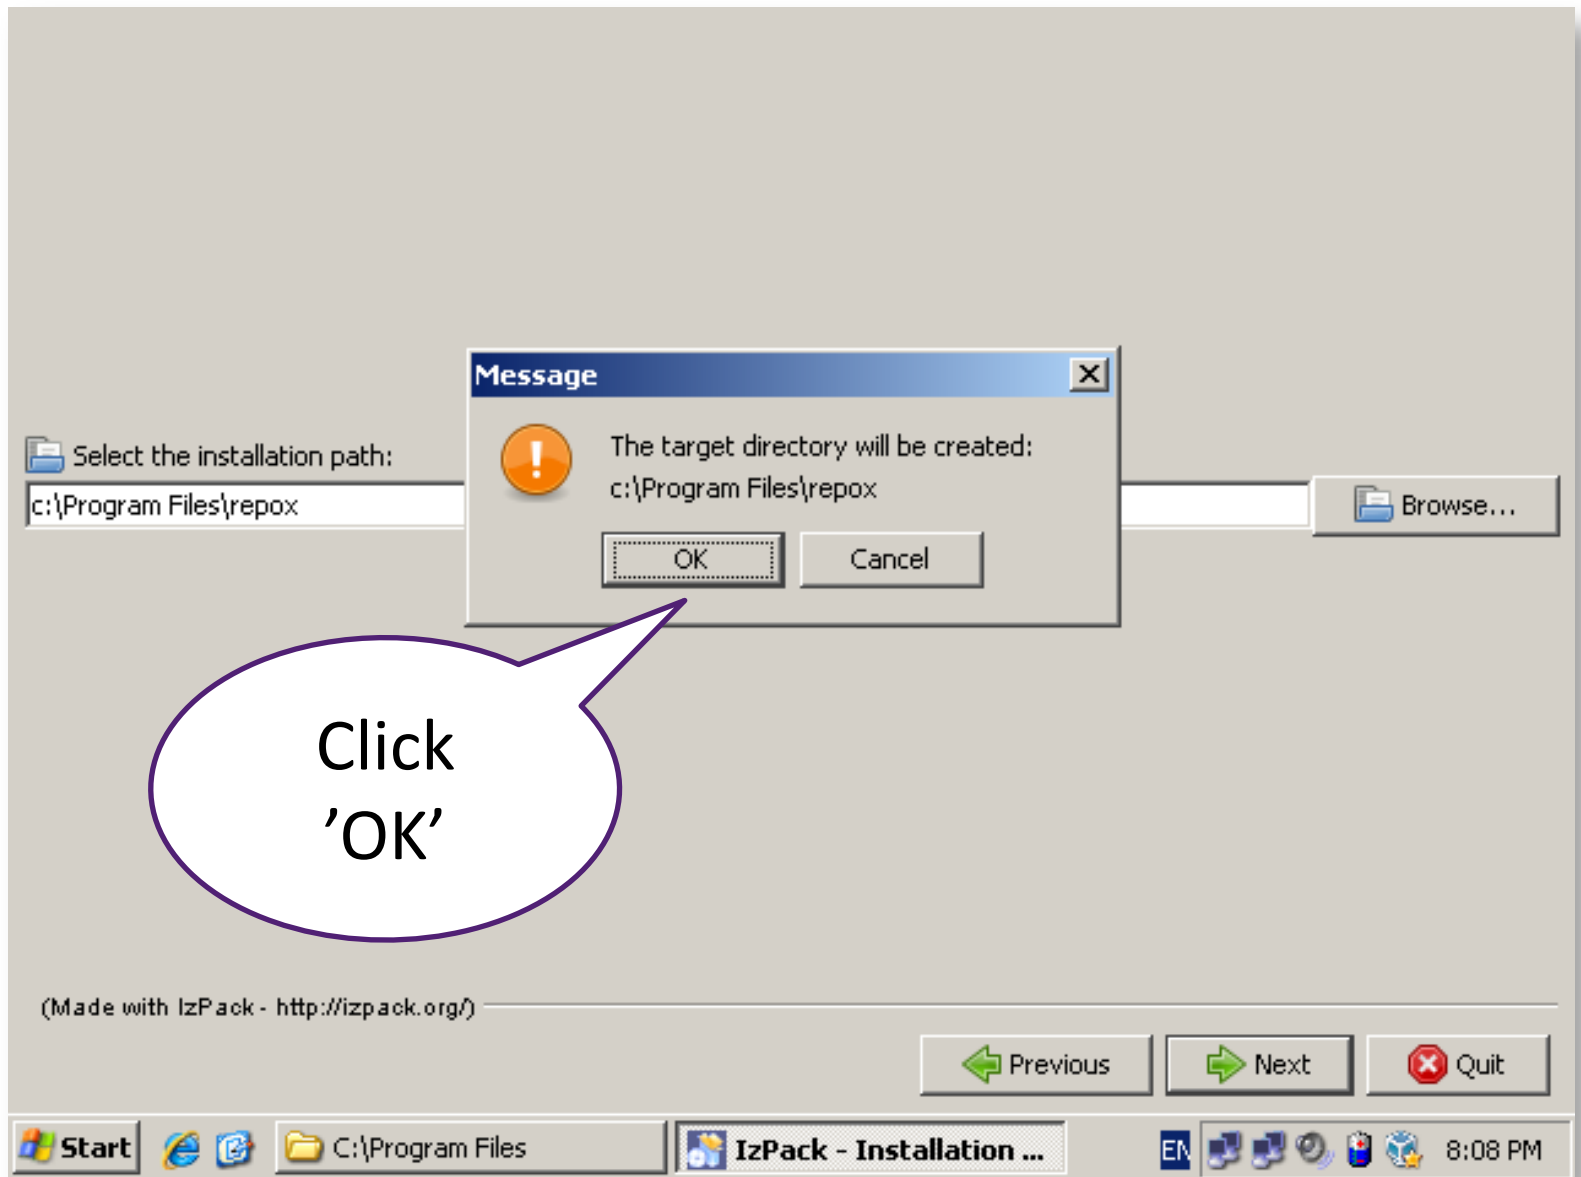 Message
The target directory will be created:
c:\Program Files\repox
OK
Cancel
Select the installation path:
c:\Program Files\repox
Browse...
Click
’OK’
(Made with IzPack - http://izpack.org/)
Previous
Next
Quit
Start
C:\Program Files
IzPack - Installation ...
EN
8:08 PM